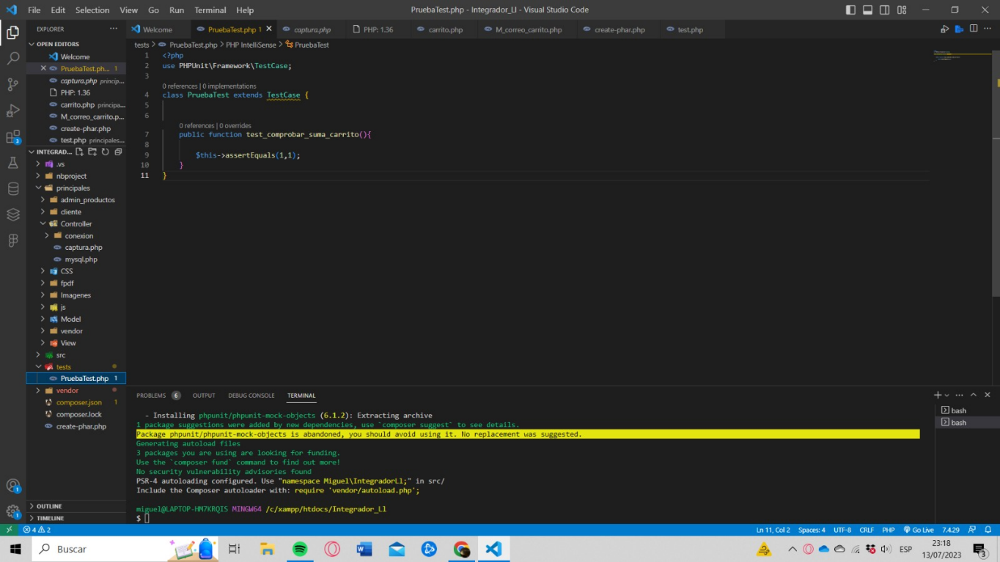 File Edit Selection View Go Run Terminal Help
PruebaTest.php - Integrador_Ll - Visual Studio Code
EXPLORER
OPEN EDITORS
Welcome
PruebaTest.ph... 1
captura.php princip...
PHP: 1.36
carrito.php principa...
M_correo_carrito.p...
create-phar.php
test.php principales...
INTEGRAD...
.vs
nbproject
principales
admin_productos
cliente
Controller
conexion
captura.php
mysql.php
CSS
fpdf
Imagenes
js
Model
vendor
View
src
tests
PruebaTest.php 1
vendor
composer.json 1
composer.lock
create-phar.php
OUTLINE
TIMELINE
Welcome PruebaTest.php 1 captura.php PHP: 1.36 carrito.php M_correo_carrito.php create-phar.php test.php
tests > PruebaTest.php > PHP IntelliSense > PruebaTest
1 <?php
2 use PHPUnit\Framework\TestCase;
3
0 references | 0 implementations
4 class PruebaTest extends TestCase {
5
6
0 references | 0 overrides
7 public function test_comprobar_suma_carrito(){
8
9 $this->assertEquals(1,1);
10 }
11 }
PROBLEMS 6 OUTPUT DEBUG CONSOLE TERMINAL
- Installing phpunit/phpunit-mock-objects (6.1.2): Extracting archive
1 package suggestions were added by new dependencies, use `composer suggest` to see details.
Package phpunit/phpunit-mock-objects is abandoned, you should avoid using it. No replacement was suggested.
Generating autoload files
3 packages you are using are looking for funding.
Use the `composer fund` command to find out more!
No security vulnerability advisories found
PSR-4 autoloading configured. Use "namespace Miguel\IntegradorLl;" in src/
Include the Composer autoloader with: require 'vendor/autoload.php';
miguel@LAPTOP-HM7KRQIS MINGW64 /c/xampp/htdocs/Integrador_Ll
$
bash
bash
3
1
1
4 2
Ln 11, Col 2 Spaces: 4 UTF-8 CRLF PHP Go Live 7.4.29
Buscar
ESP
23:18
13/07/2023
3